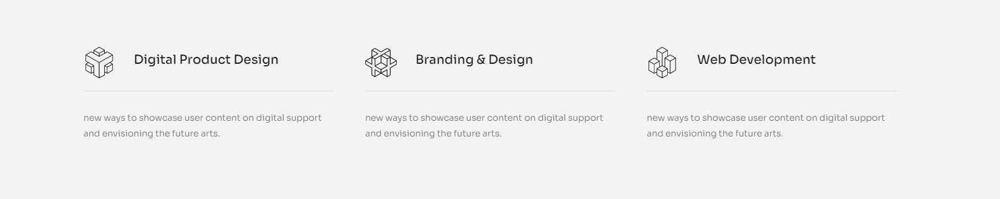 Digital Product Design
new ways to showcase user content on digital support
and envisioning the future arts.
Branding & Design
new ways to showcase user content on digital support
and envisioning the future arts.
Web Development
new ways to showcase user content on digital support
and envisioning the future arts.